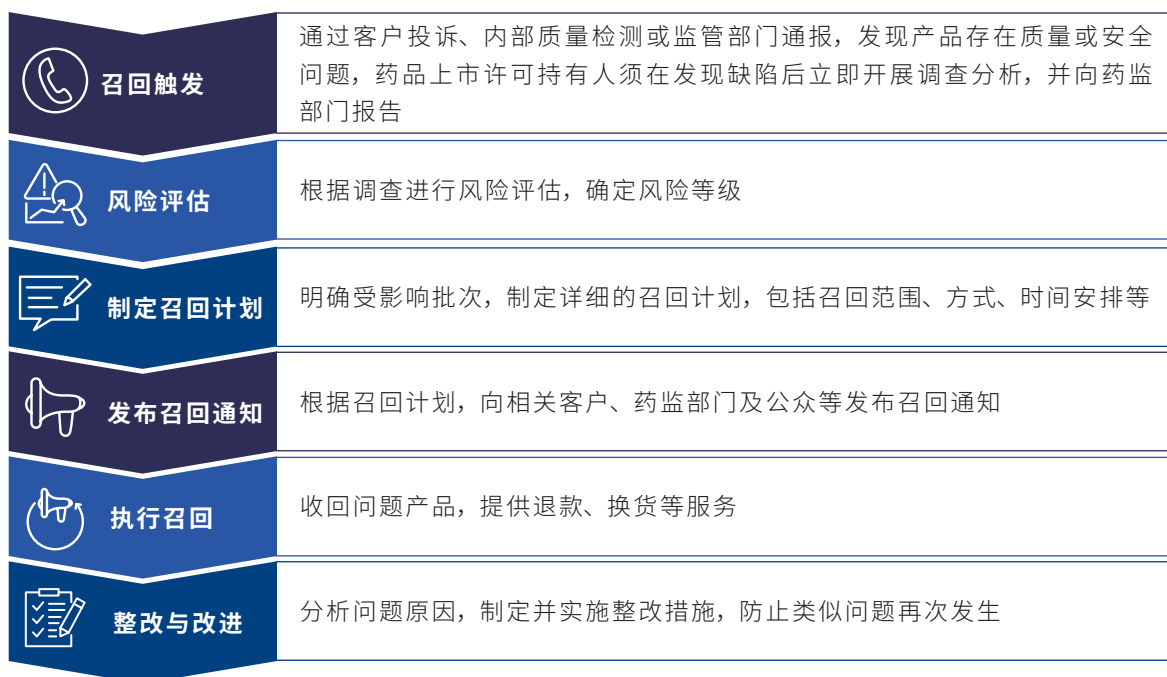 召回触发
通过客户投诉、内部质量检测或监管部门通报，发现产品存在质量或安全
问题，药品上市许可持有人须在发现缺陷后立即开展调查分析，并向药监
部门报告
风险评估
根据调查进行风险评估，确定风险等级
制定召回计划
明确受影响批次，制定详细的召回计划，包括召回范围、方式、时间安排等
发布召回通知
根据召回计划，向相关客户、药监部门及公众等发布召回通知
执行召回
收回问题产品，提供退款、换货等服务
整改与改进
分析问题原因，制定并实施整改措施，防止类似问题再次发生